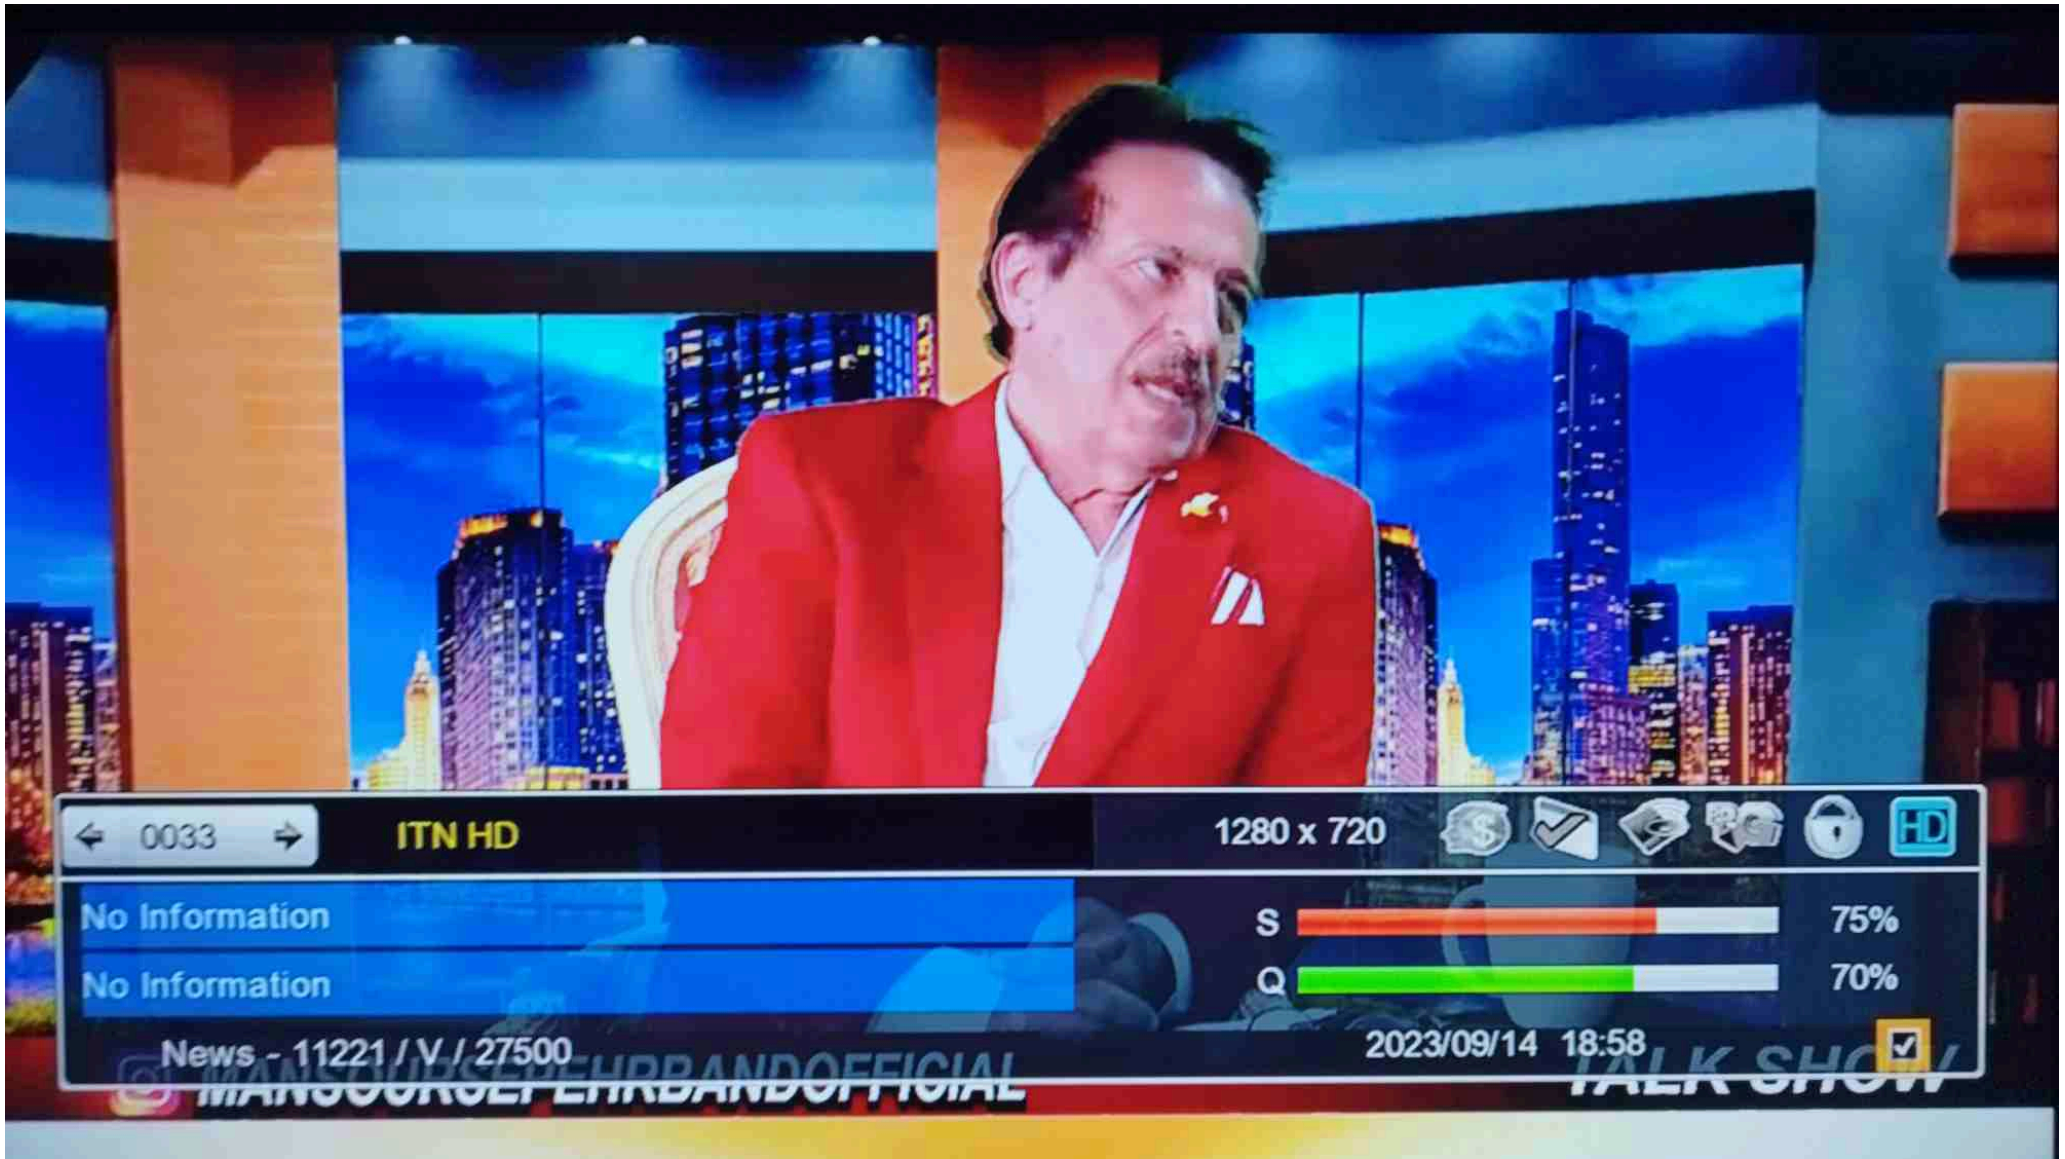 0033
ITN HD
1280 x 720
HD
No Information
S
75%
No Information
Q
70%
News - 11221 / V / 27500
2023/09/14 18:58
MANSOURSEPEHRBANDOFFICIAL
TALK SHOW